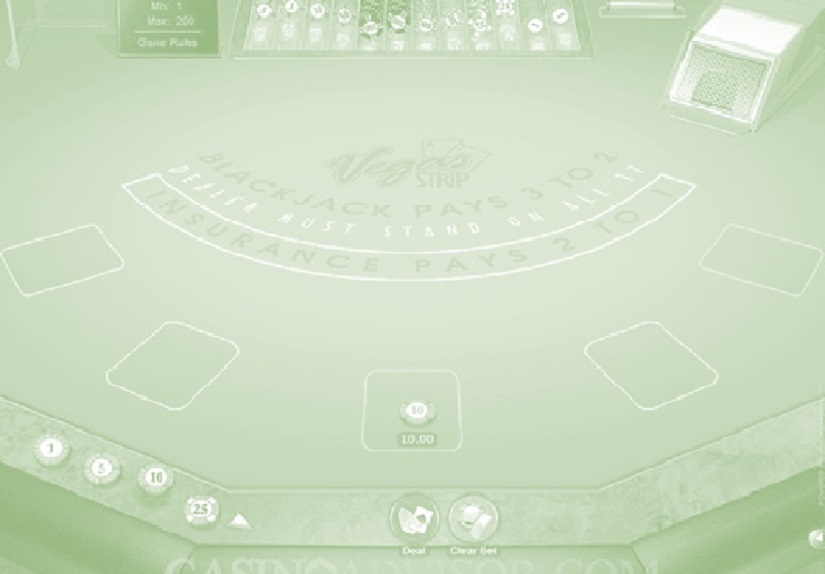 Min: 1
Max: 200
Game Rules
Vegas
STRIP
BLACKJACK PAYS 3 TO 2
DEALER MUST STAND ON ALL 17
INSURANCE PAYS 2 TO 1
10
10.00
1
5
10
25
Deal
Clear Bet